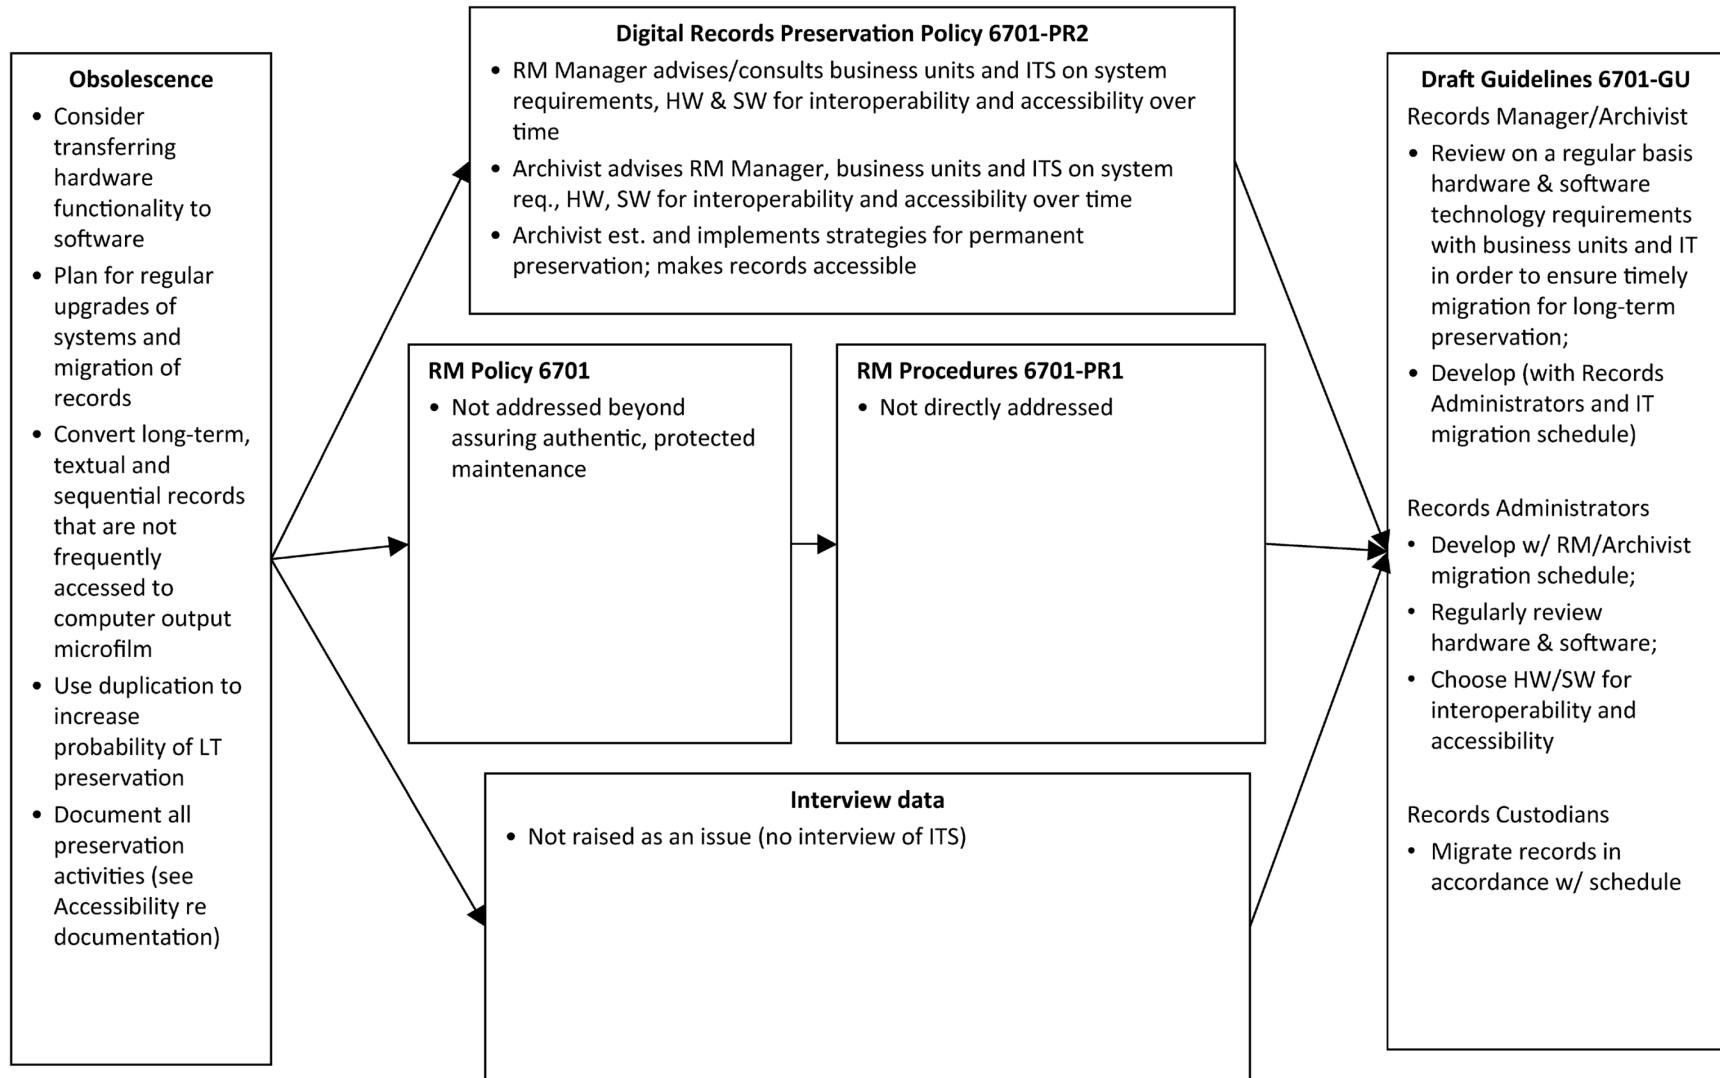 Obsolescence
• Consider
transferring
hardware
functionality to
software
• Plan for regular
upgrades of
systems and
migration of
records
• Convert long-term,
textual and
sequential records
that are not
frequently
accessed to
computer output
microfilm
• Use duplication to
increase
probability of LT
preservation
• Document all
preservation
activities (see
Accessibility re
documentation)
Digital Records Preservation Policy 6701-PR2
• RM Manager advises/consults business units and ITS on system
requirements, HW & SW for interoperability and accessibility over
time
• Archivist advises RM Manager, business units and ITS on system
req., HW, SW for interoperability and accessibility over time
• Archivist est. and implements strategies for permanent
preservation; makes records accessible
RM Policy 6701
• Not addressed beyond
assuring authentic, protected
maintenance
RM Procedures 6701-PR1
• Not directly addressed
Interview data
• Not raised as an issue (no interview of ITS)
Draft Guidelines 6701-GU
Records Manager/Archivist
• Review on a regular basis
hardware & software
technology requirements
with business units and IT
in order to ensure timely
migration for long-term
preservation;
• Develop (with Records
Administrators and IT
migration schedule)
Records Administrators
• Develop w/ RM/Archivist
migration schedule;
• Regularly review
hardware & software;
• Choose HW/SW for
interoperability and
accessibility
Records Custodians
• Migrate records in
accordance w/ schedule